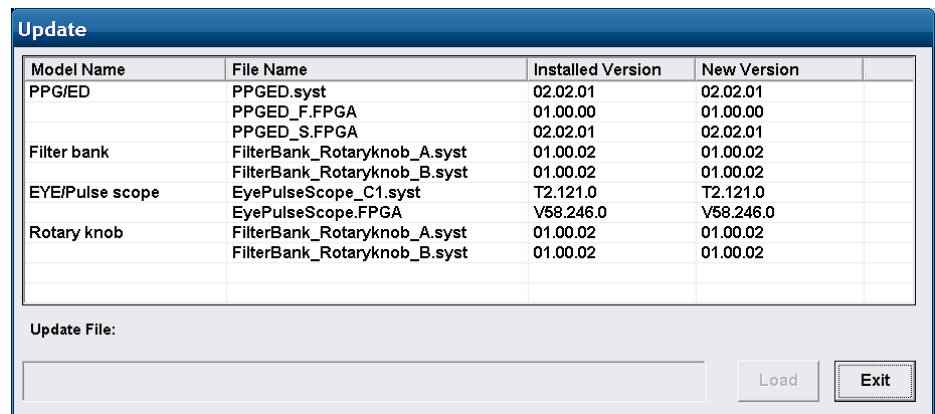 Update
Model Name File Name Installed Version New Version
PPG/ED PPGED.syst 02.02.01 02.02.01
PPGED_F.FPGA 01.00.00 01.00.00
PPGED_S.FPGA 02.02.01 02.02.01
Filter bank FilterBank_Rotaryknob_A.syst 01.00.02 01.00.02
FilterBank_Rotaryknob_B.syst 01.00.02 01.00.02
EYE/Pulse scope EyePulseScope_C1.syst T2.121.0 T2.121.0
EyePulseScope.FPGA V58.246.0 V58.246.0
Rotary knob FilterBank_Rotaryknob_A.syst 01.00.02 01.00.02
FilterBank_Rotaryknob_B.syst 01.00.02 01.00.02
Update File:
Load Exit